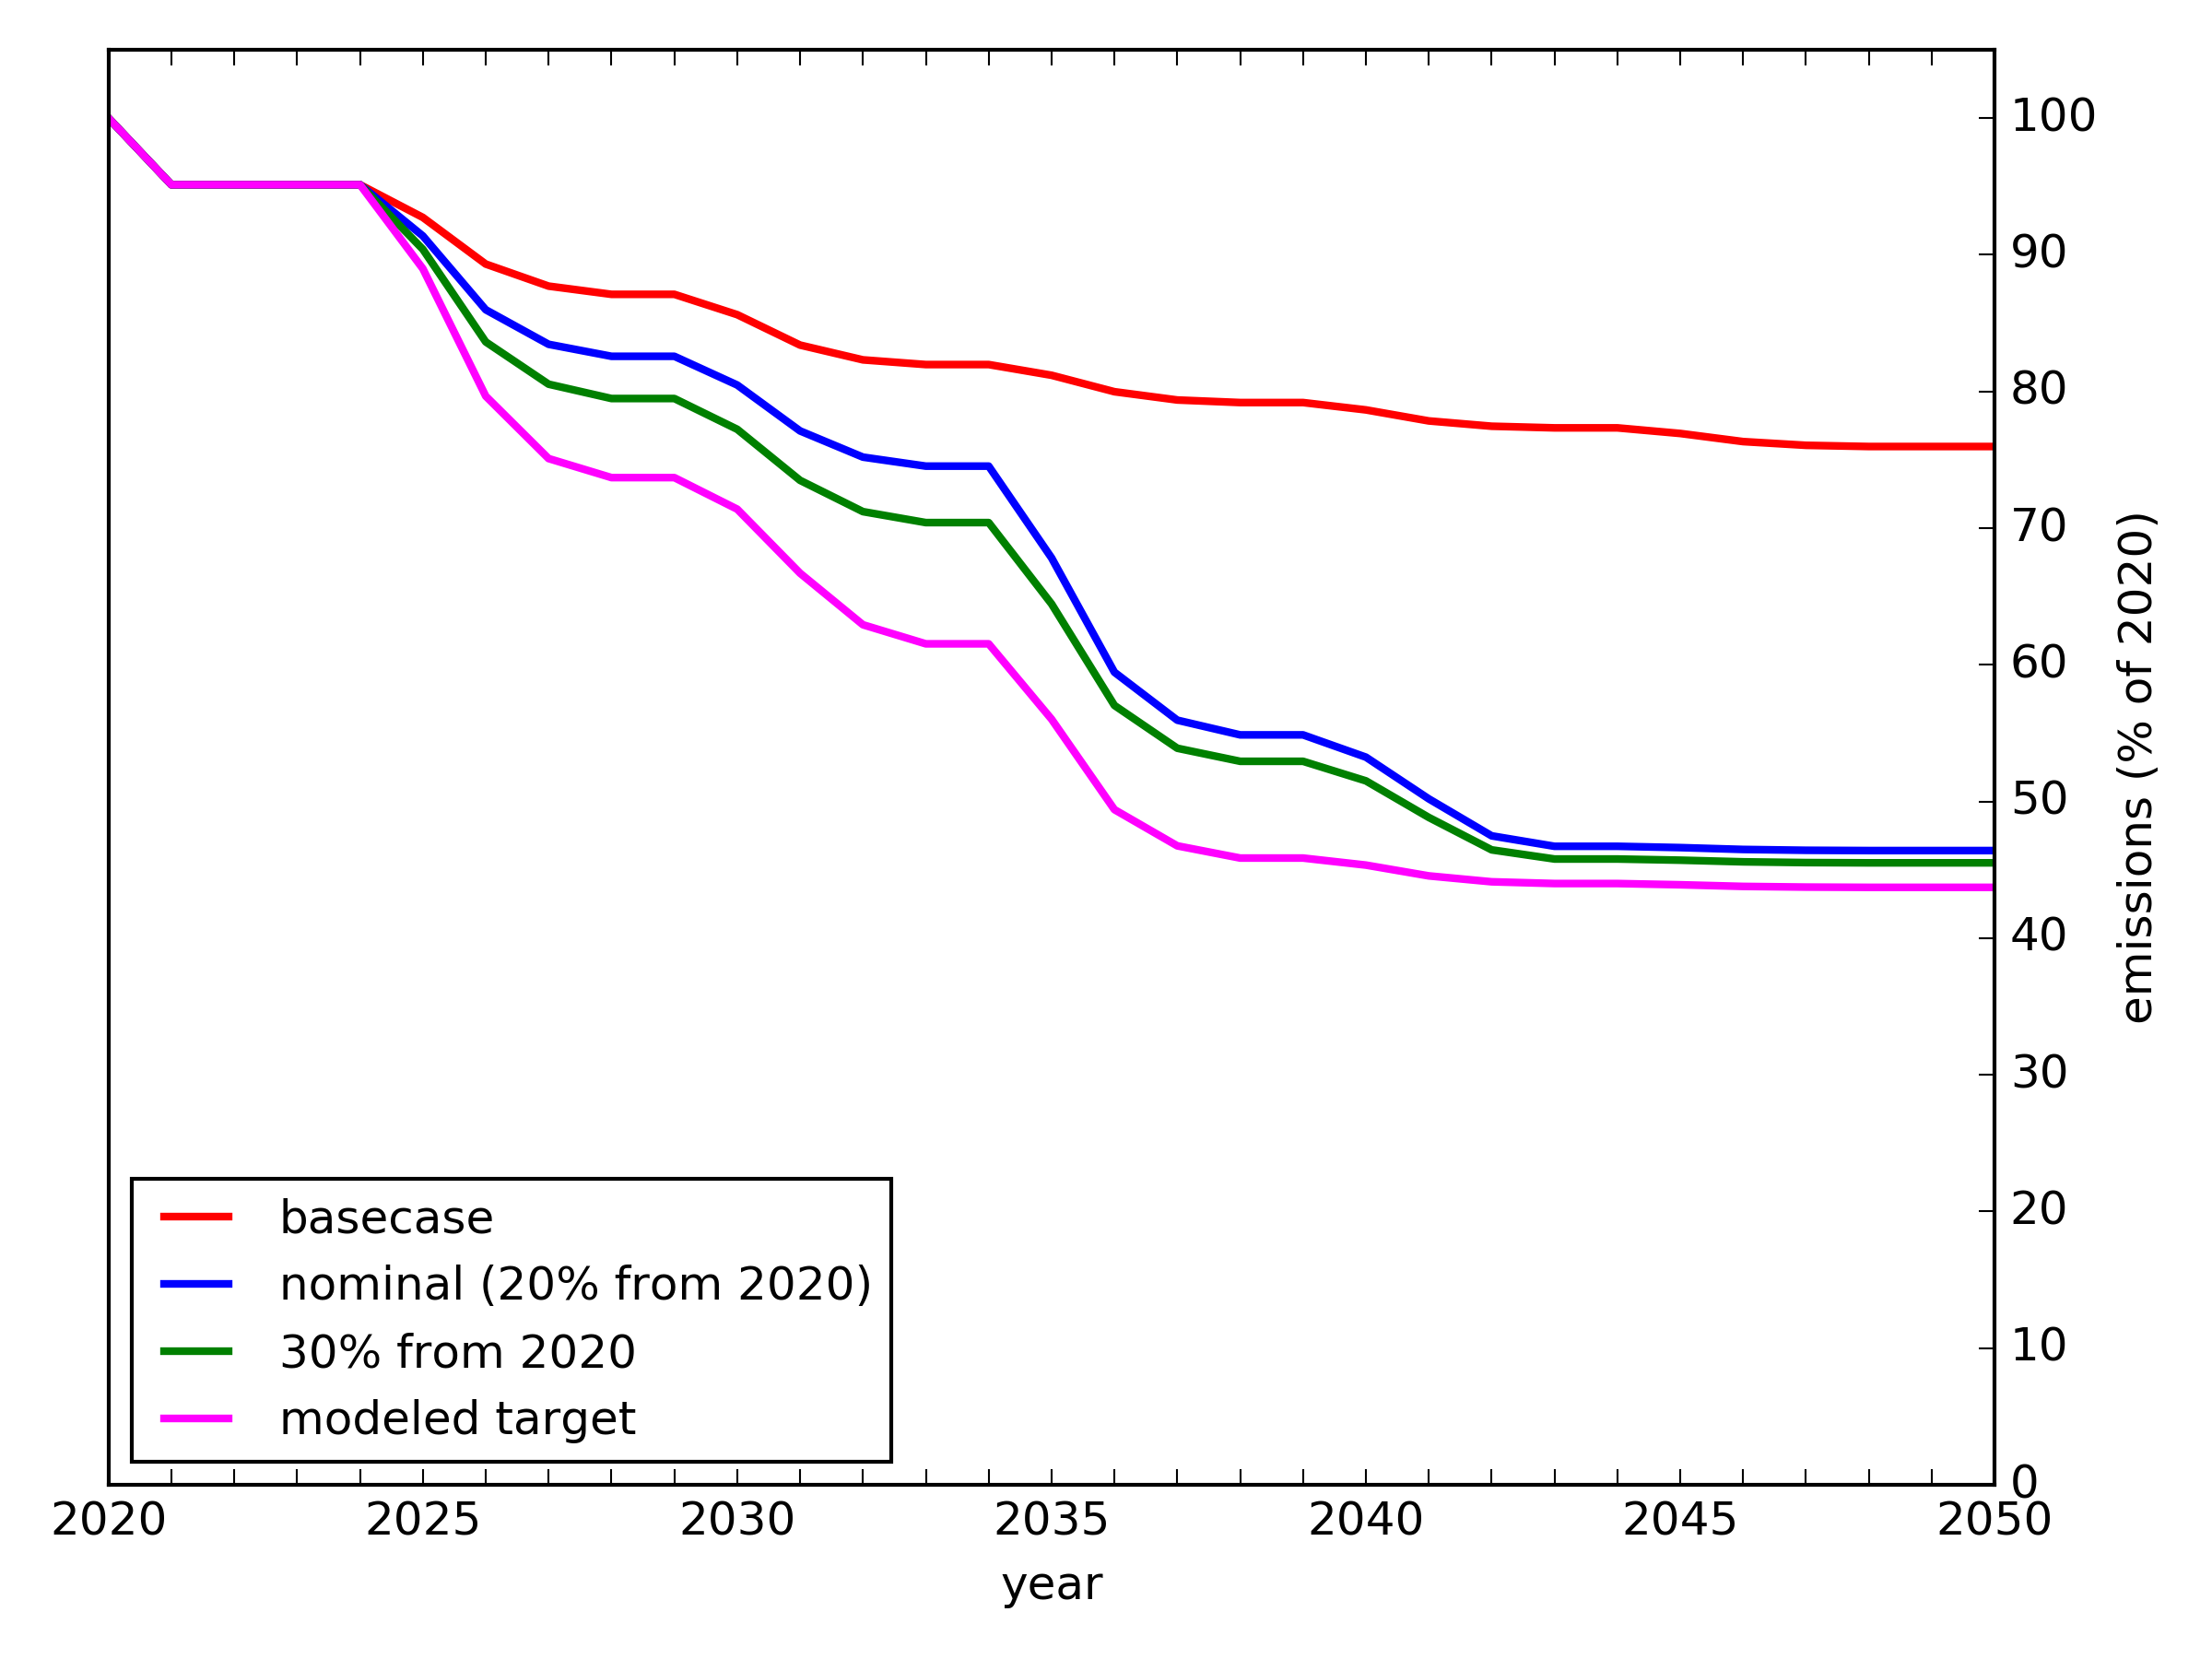 100
90
80
70
60
50
40
30
20
10
0
emissions (% of 2020)
basecase
nominal (20% from 2020)
30% from 2020
modeled target
2020 2025 2030 2035 2040 2045 2050
year